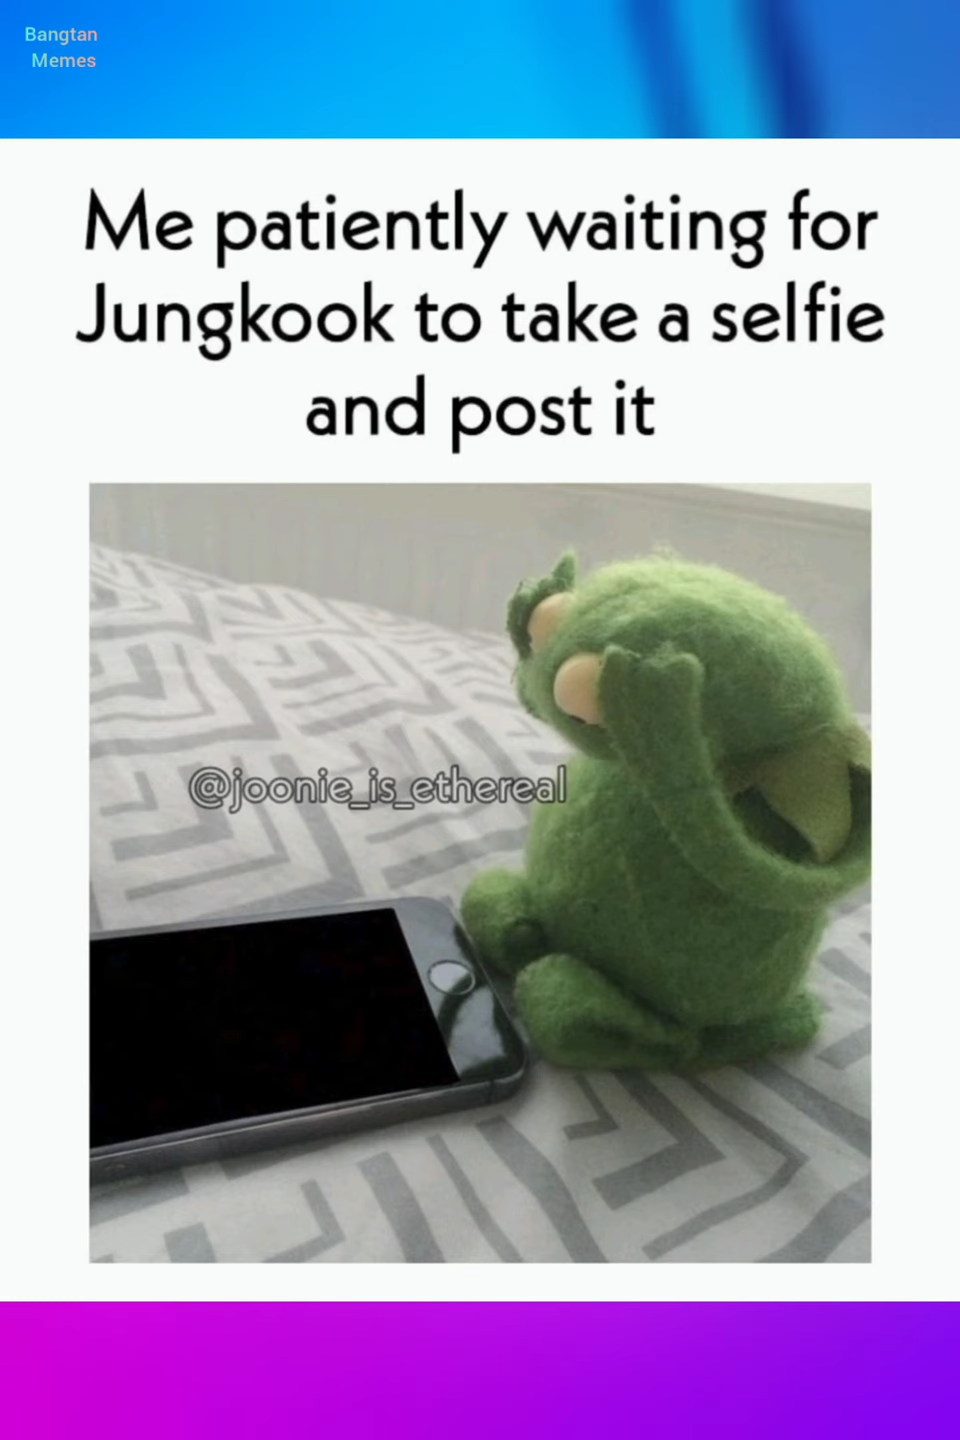 Bangtan
Memes
Me patiently waiting for
Jungkook to take a selfie
and post it
@joonie_is_ethereal